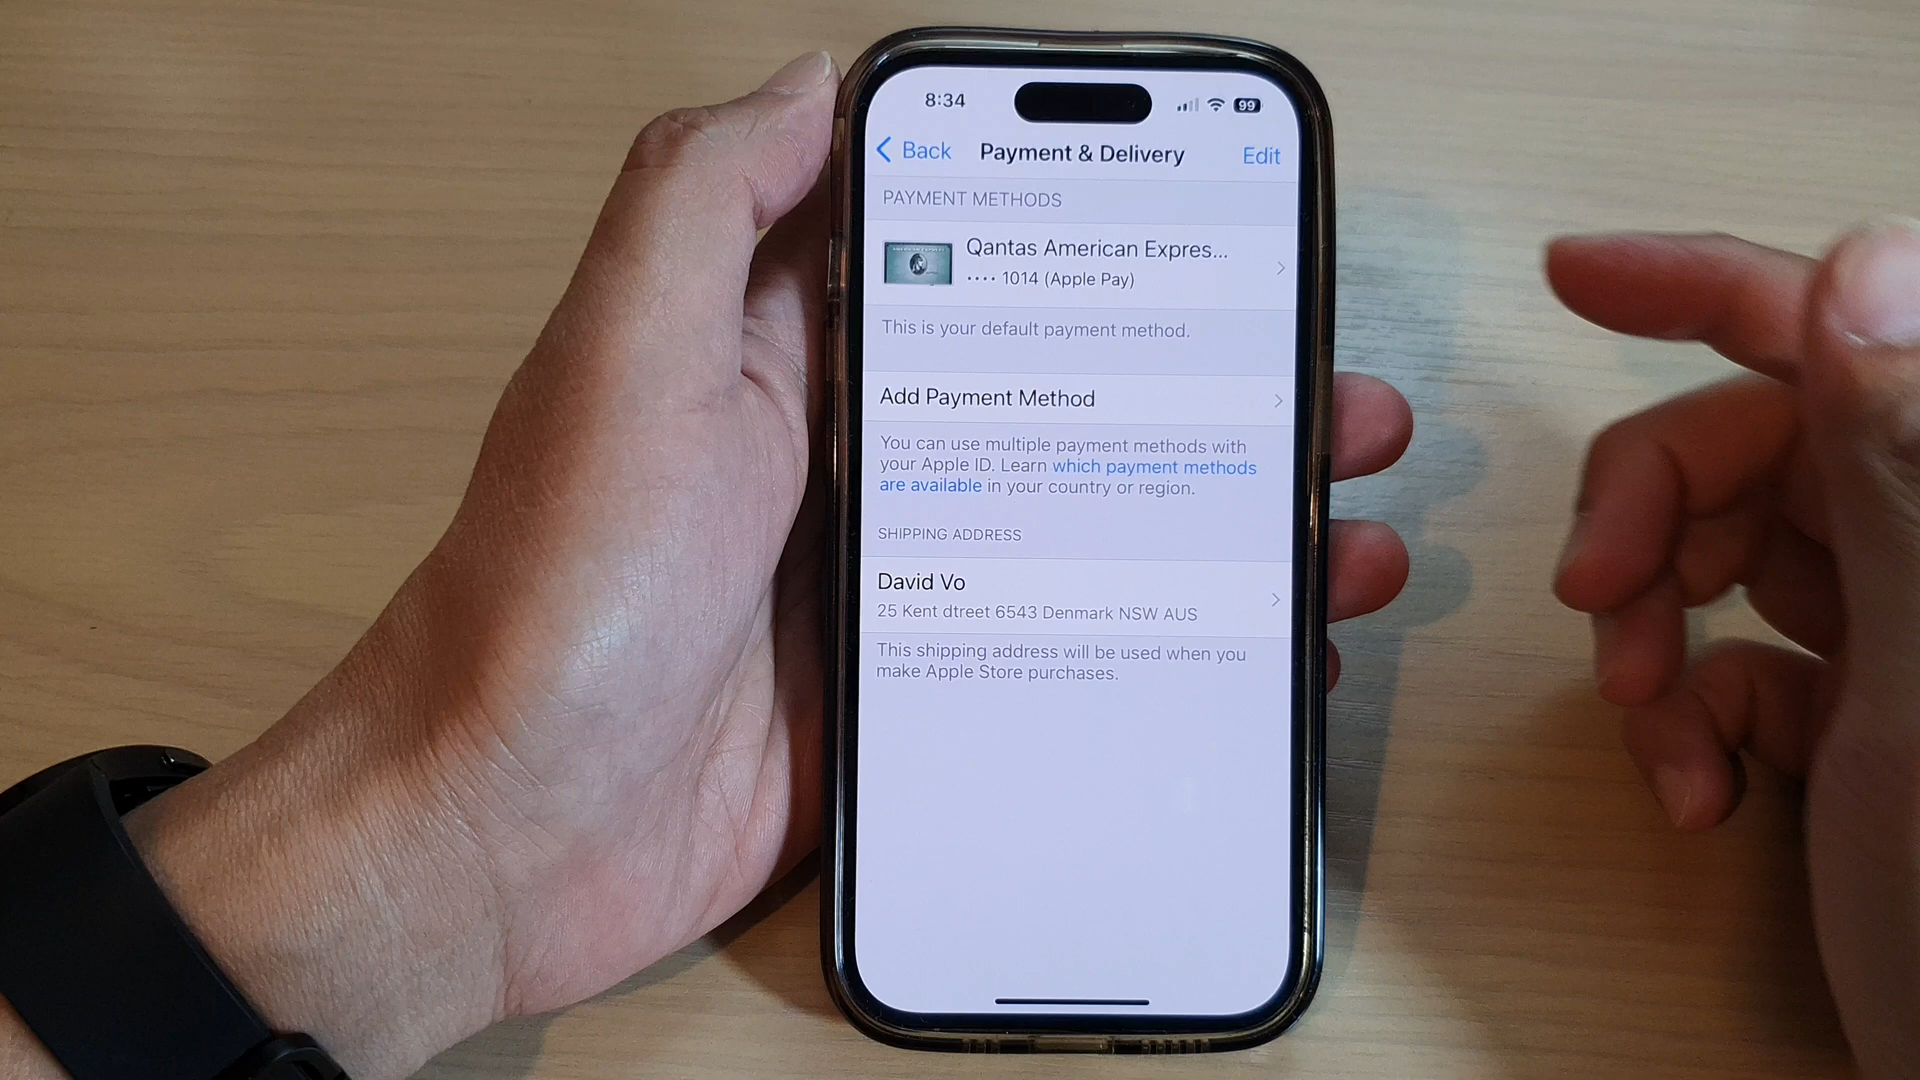 8:34
99
Back
Payment & Delivery
Edit
PAYMENT METHODS
Qantas American Expres...
•••• 1014 (Apple Pay)
This is your default payment method.
Add Payment Method
You can use multiple payment methods with
your Apple ID. Learn which payment methods
are available in your country or region.
SHIPPING ADDRESS
David Vo
25 Kent dtreet 6543 Denmark NSW AUS
This shipping address will be used when you
make Apple Store purchases.